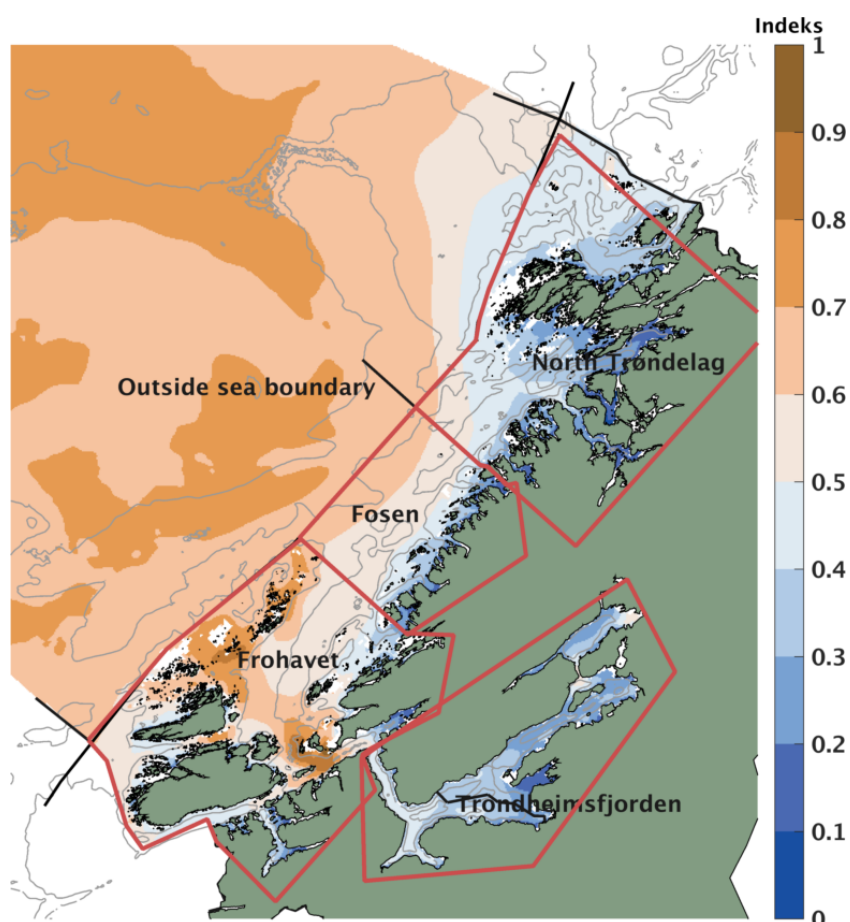 Indeks
1
0.9
0.8
0.7
0.6
0.5
0.4
0.3
0.2
0.1
0
North Trøndelag
Outside sea boundary
Fosen
Frohavet
Trondheimsfjorden